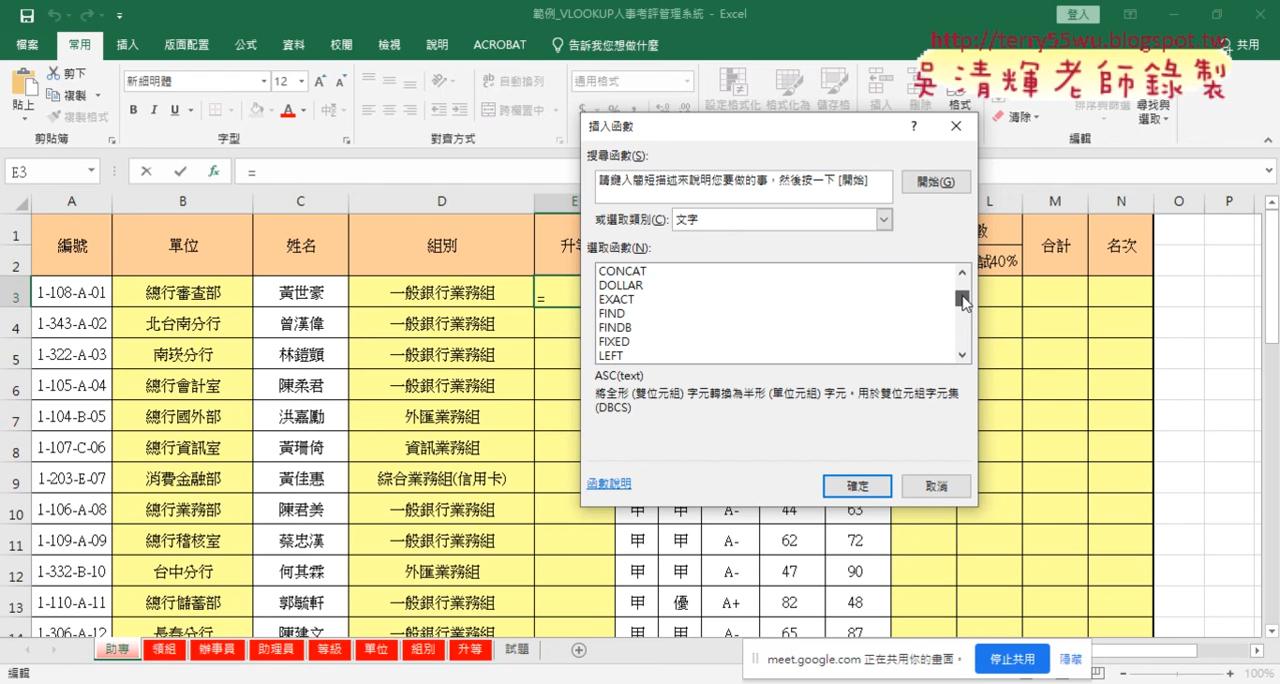 範例_VLOOKUP人事考評管理系統 - Excel
登入
檔案 常用 插入 版面配置 公式 資料 校閱 檢視 說明 ACROBAT 告訴我您想做什麼 共用
http://terry55wu.blogspot.tw
吳清輝老師錄製
貼上 剪下 複製 複製格式 剪貼簿
新細明體 12 B I U 字型
自動換列 跨欄置中 對齊方式
通用格式 設定格式化 格式化為 儲存格 插入 刪除 格式
清除 排序與篩選 尋找與 選取 編輯
E3 fx =
插入函數 ?
搜尋函數(S):
請鍵入簡短描述來說明您要做的事，然後按一下 [開始] 開始(G)
或選取類別(C): 文字
選取函數(N):
CONCAT
DOLLAR
EXACT
FIND
FINDB
FIXED
LEFT
ASC(text)
將全形 (雙位元組) 字元轉換為半形 (單位元組) 字元。用於雙位元組字元集
(DBCS)
函數說明 確定 取消
A B C D E L M N O P
1 2 編號 單位 姓名 組別 升等 數 試40% 合計 名次
3 1-108-A-01 總行審查部 黃世豪 一般銀行業務組 =
4 1-343-A-02 北台南分行 曾漢偉 一般銀行業務組
5 1-322-A-03 南崁分行 林鎧顗 一般銀行業務組
6 1-105-A-04 總行會計室 陳柔君 一般銀行業務組
7 1-104-B-05 總行國外部 洪嘉勵 外匯業務組
8 1-107-C-06 總行資訊室 黃珊倚 資訊業務組
9 1-203-E-07 消費金融部 黃佳惠 綜合業務組(信用卡)
10 1-106-A-08 總行業務部 陳君美 一般銀行業務組 甲 甲 A- 44 63
11 1-109-A-09 總行稽核室 蔡忠漢 一般銀行業務組 甲 甲 A- 62 72
12 1-332-B-10 台中分行 何其霖 外匯業務組 甲 甲 A- 47 90
13 1-110-A-11 總行儲蓄部 郭毓軒 一般銀行業務組 甲 優 A+ 82 48
1-306-A-12 長春分行 陳建文 一般銀行業務組 甲 甲 A- 65 87
助專 領組 辦事員 助理員 等級 單位 組別 升等 試題
meet.google.com 正在共用你的畫面。 停止共用 隱藏
編輯 100%